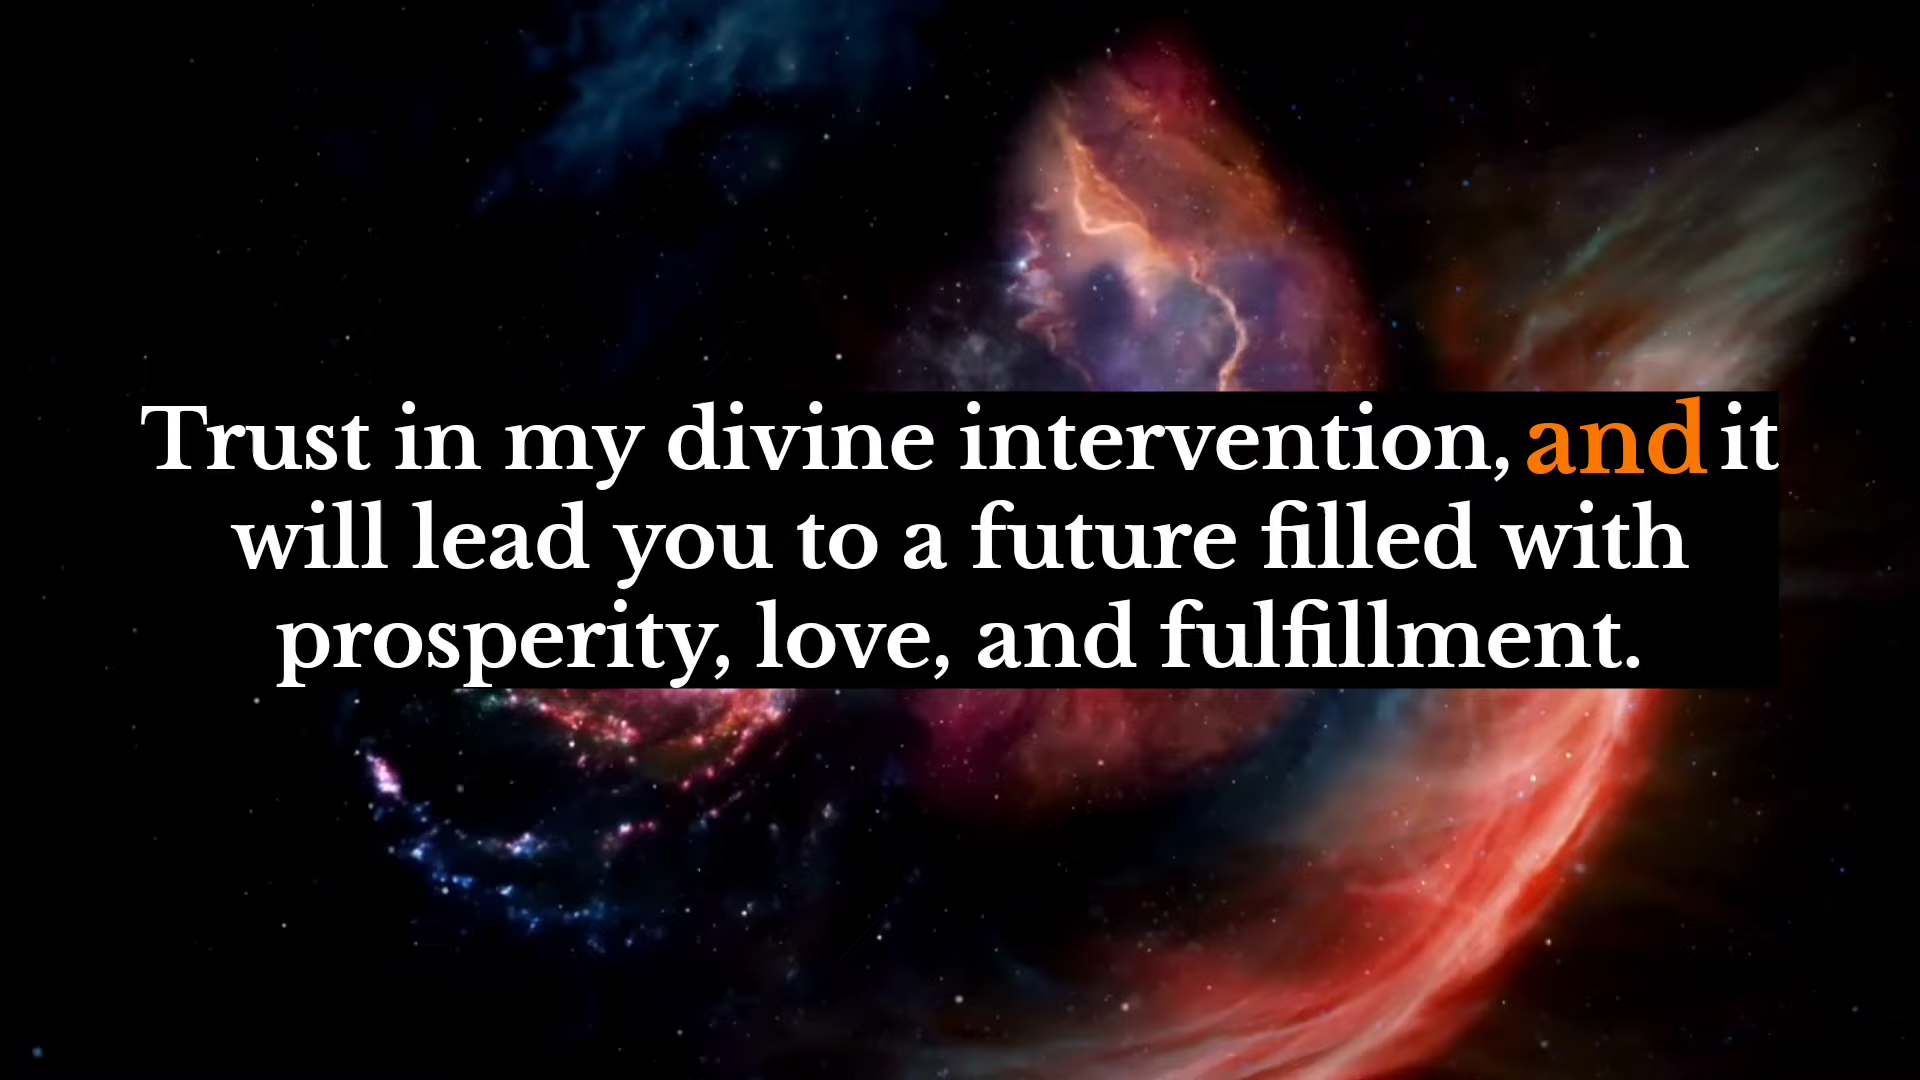 Trust in my divine intervention, and it
will lead you to a future filled with
prosperity, love, and fulfillment.